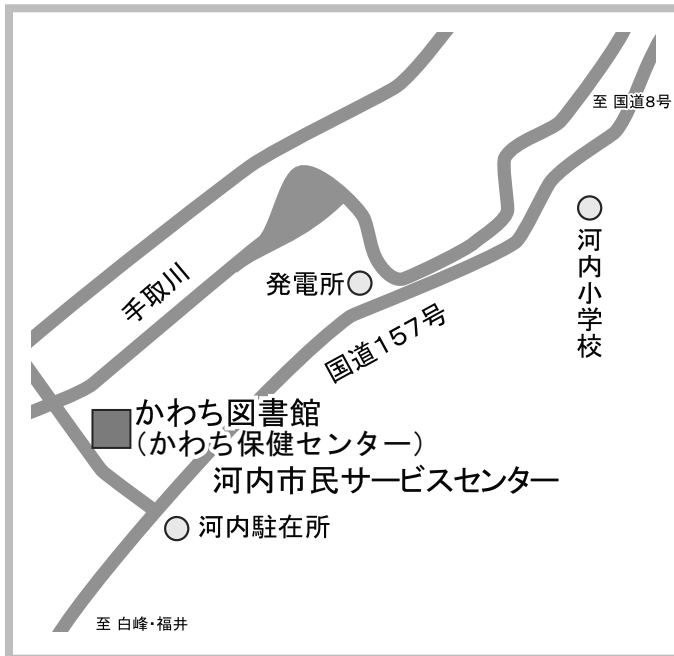 至 国道8号
河内小学校
手取川
発電所
国道157号
かわち図書館
（かわち保健センター）
河内市民サービスセンター
河内駐在所
至 白峰・福井